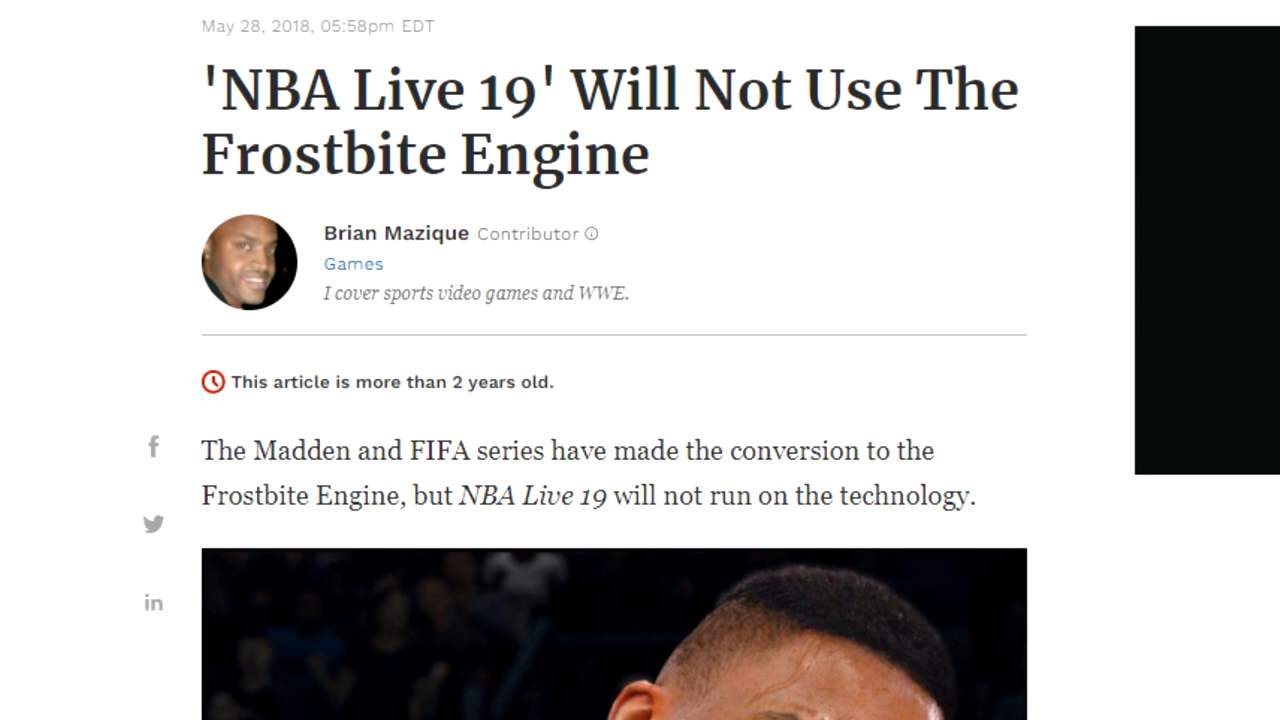 May 28, 2018, 05:58pm EDT
'NBA Live 19' Will Not Use The
Frostbite Engine
Brian Mazique Contributor
Games
I cover sports video games and WWE.
This article is more than 2 years old.
The Madden and FIFA series have made the conversion to the
Frostbite Engine, but NBA Live 19 will not run on the technology.
f
in